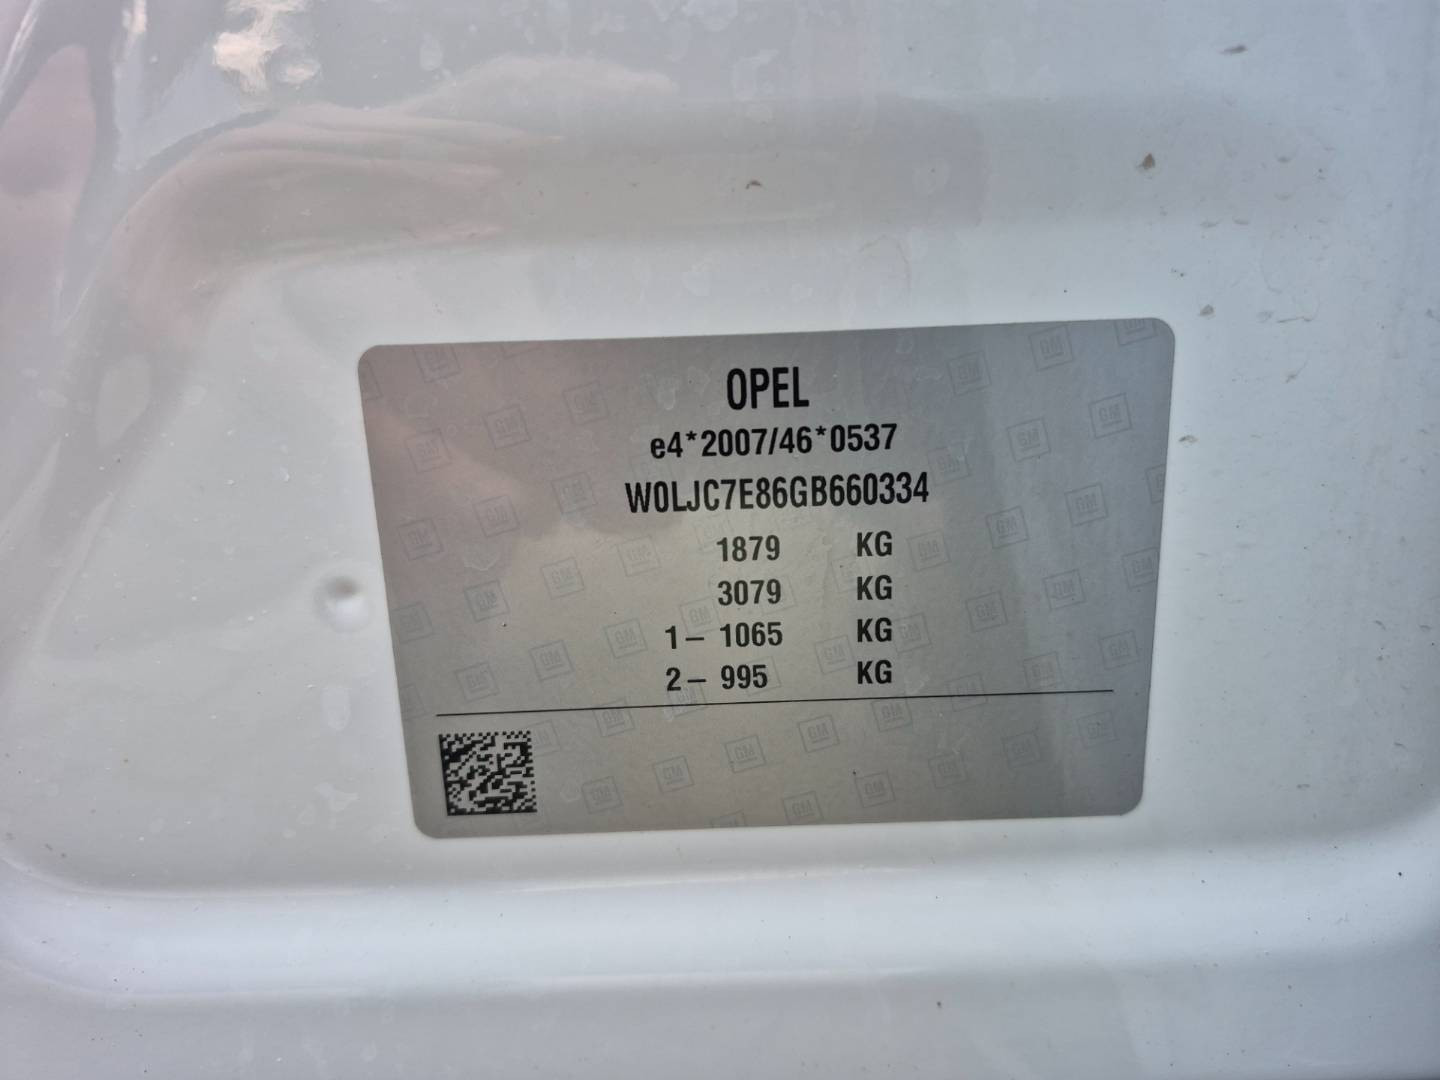 OPEL
e4*2007/46*0537
W0LJC7E86GB660334
1879 KG
3079 KG
1– 1065 KG
2– 995 KG